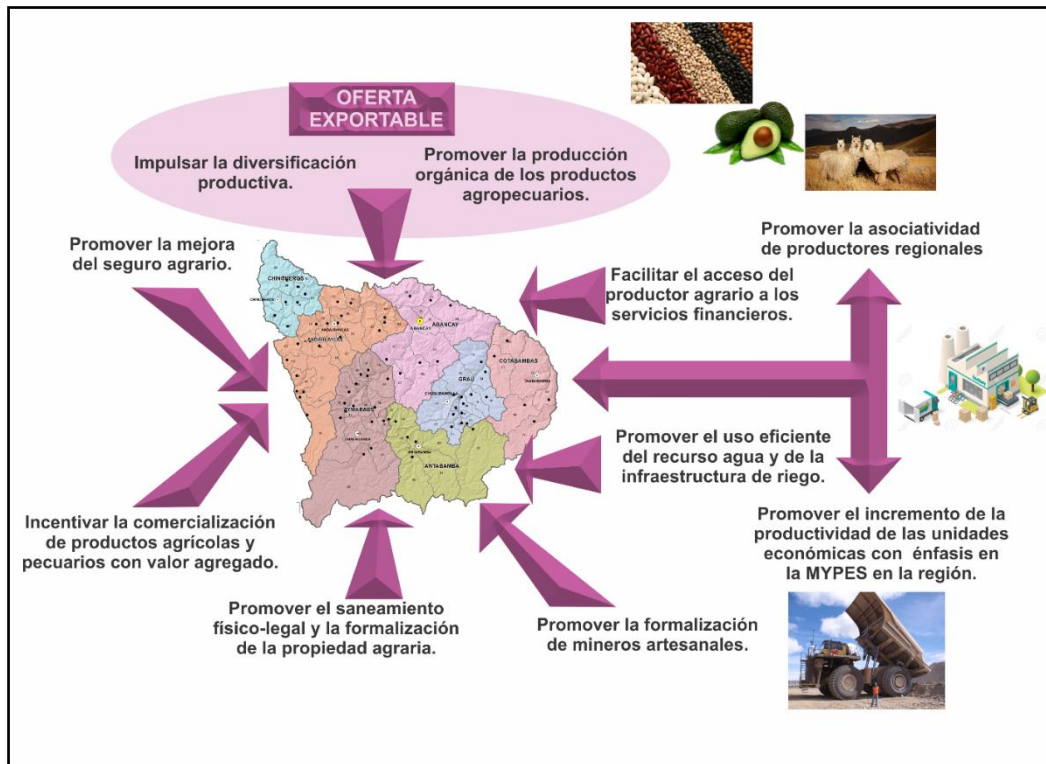 OFERTA
EXPORTABLE
Impulsar la diversificación
productiva.
Promover la producción
orgánica de los productos
agropecuarios.
Promover la mejora
del seguro agrario.
Promover la asociatividad
de productores regionales
Facilitar el acceso del
productor agrario a los
servicios financieros.
CHINCHEROS
ANDAHUAYLAS
ABANCAY
ABANCAY
COTABAMBAS
GRAU
AYMARAES
ANTABAMBA
Promover el uso eficiente
del recurso agua y de la
infraestructura de riego.
Incentivar la comercialización
de productos agrícolas y
pecuarios con valor agregado.
Promover el incremento de la
productividad de las unidades
económicas con énfasis en
la MYPES en la región.
Promover el saneamiento
físico-legal y la formalización
de la propiedad agraria.
Promover la formalización
de mineros artesanales.